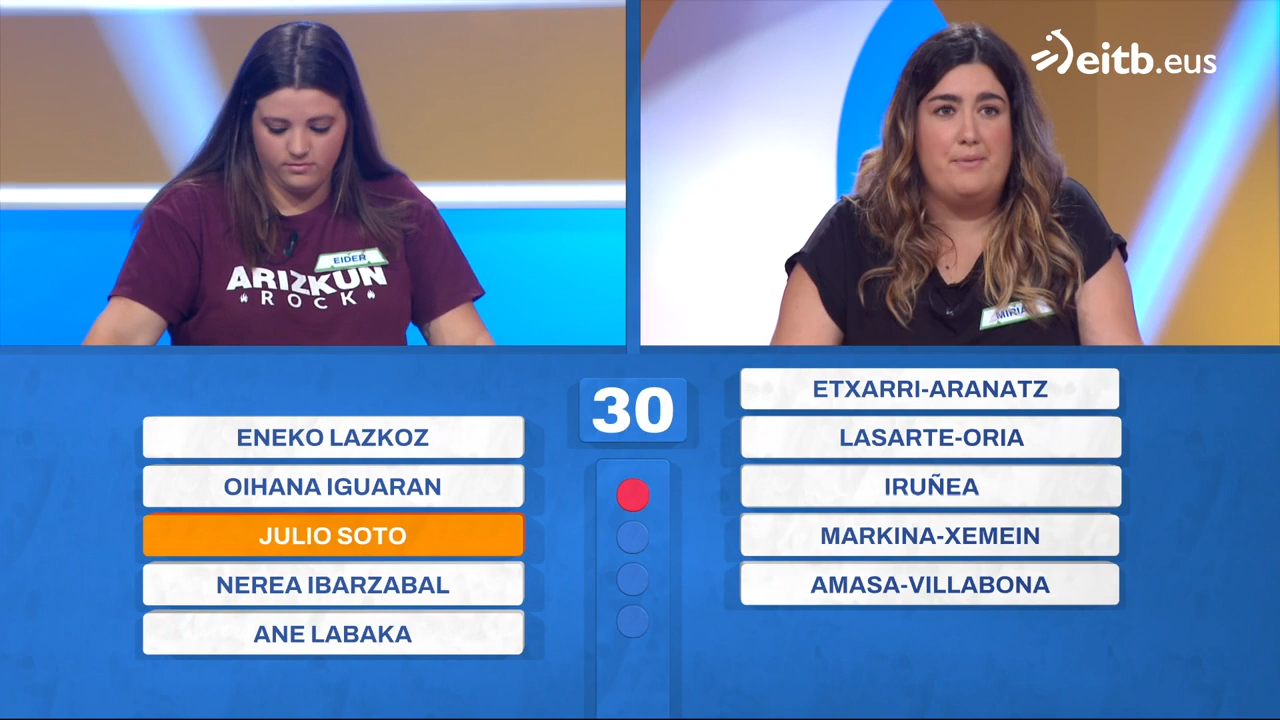 eitb.eus
EIDER
ARIZKUN
ROCK
30
ENEKO LAZKOZ
OIHANA IGUARAN
JULIO SOTO
NEREA IBARZABAL
ANE LABAKA
ETXARRI-ARANATZ
LASARTE-ORIA
IRUÑEA
MARKINA-XEMEIN
AMASA-VILLABONA